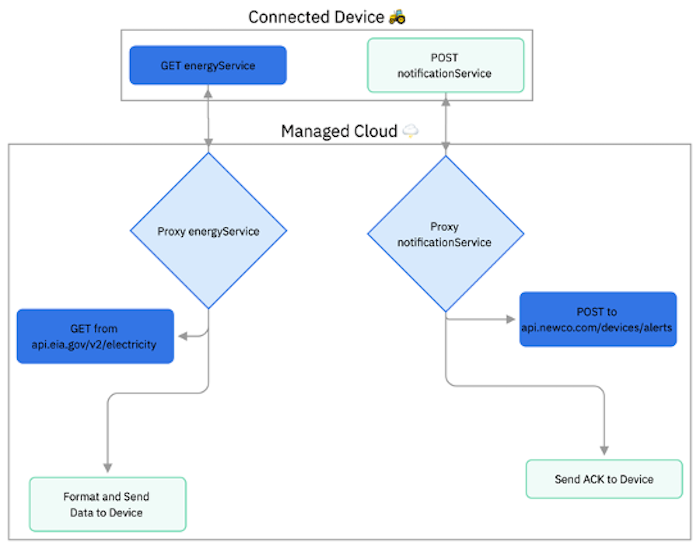 Connected Device 🚜
GET energyService
POST
notificationService
Managed Cloud 🌩️
Proxy energyService
Proxy
notificationService
GET from
api.eia.gov/v2/electricity
POST to
api.newco.com/devices/alerts
Format and Send
Data to Device
Send ACK to Device